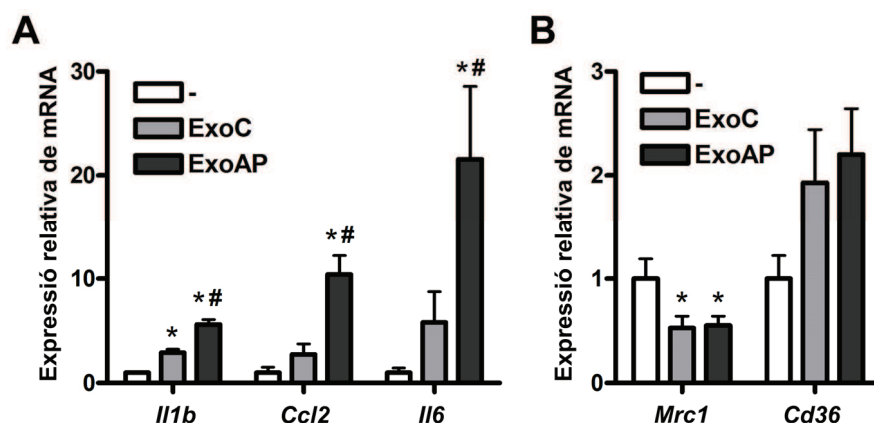 A
Expressió relativa de mRNA
30
20
10
0
-
ExoC
ExoAP
*
*#
*#
*#
Il1b
Ccl2
Il6
B
Expressió relativa de mRNA
3
2
1
0
-
ExoC
ExoAP
*
*
Mrc1
Cd36